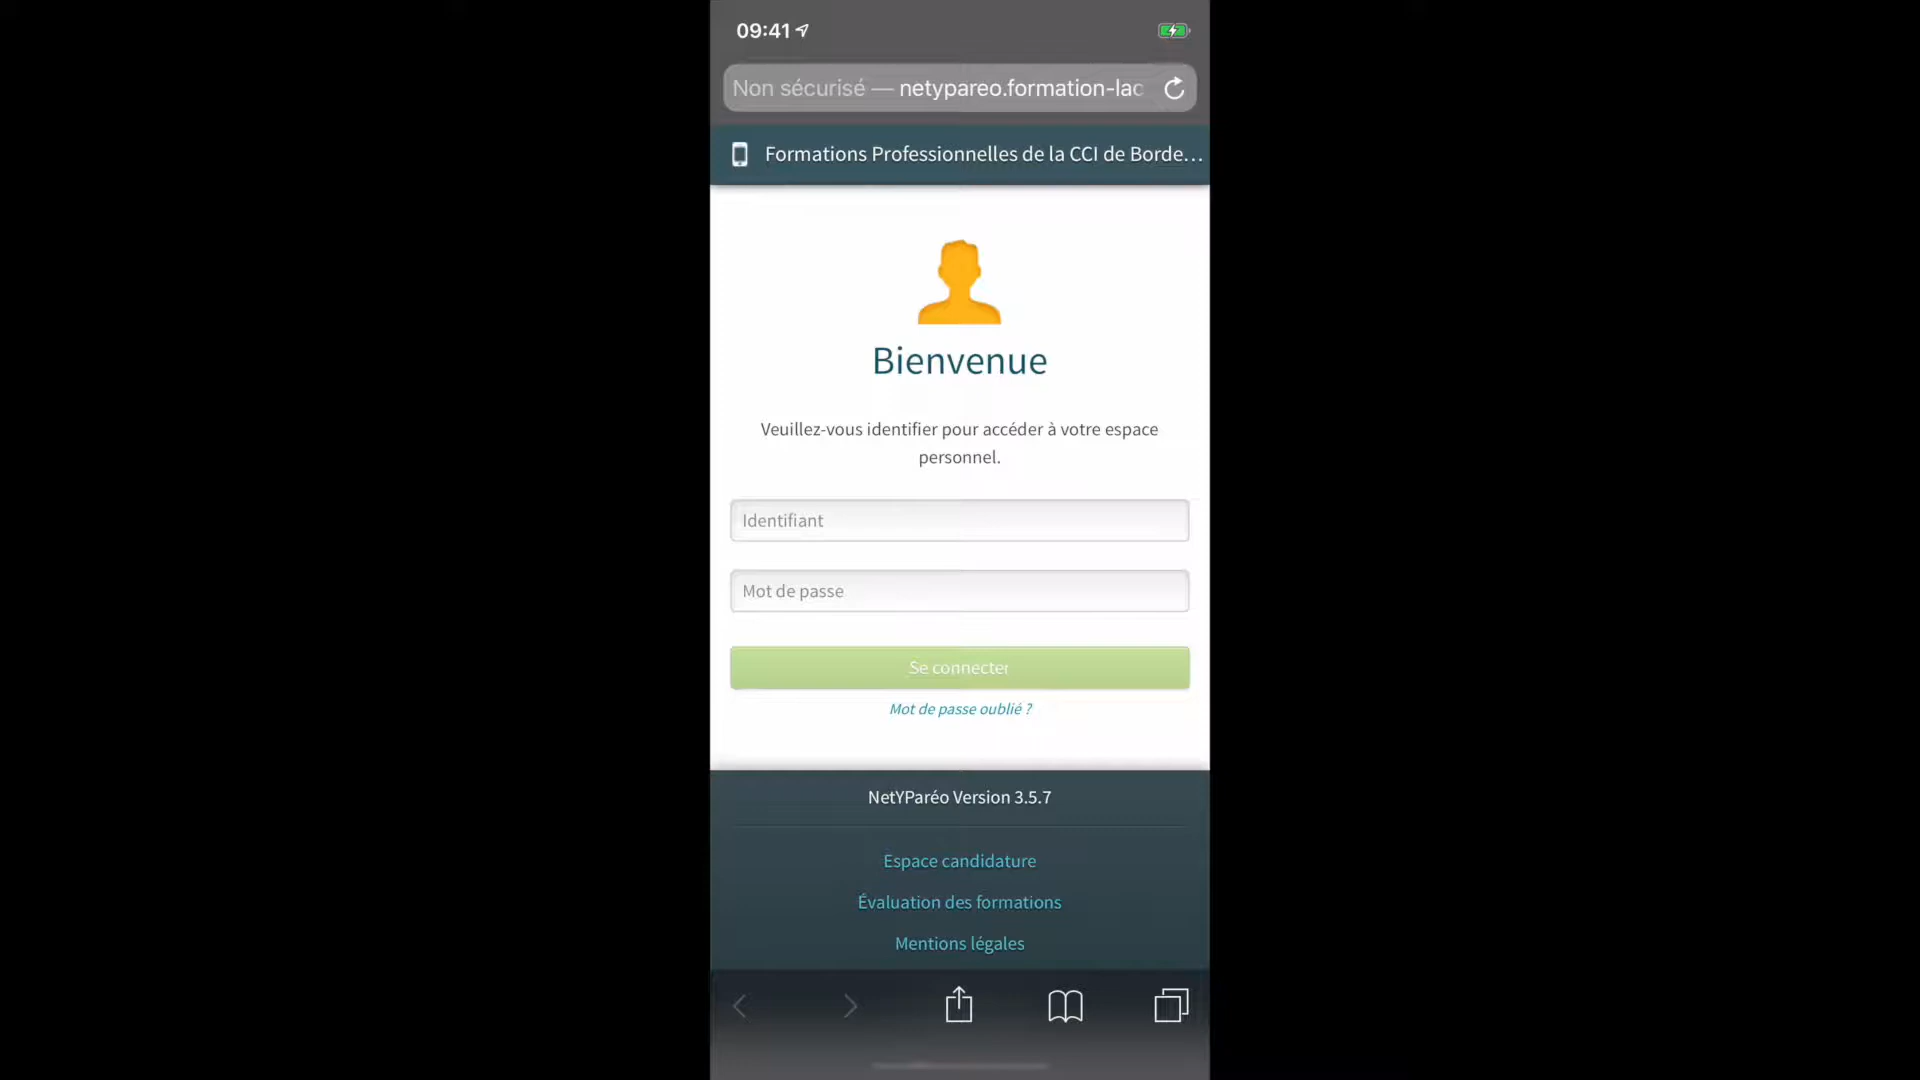 09:41
Non sécurisé — netypareo.formation-lac
Formations Professionnelles de la CCI de Borde…
Bienvenue
Veuillez-vous identifier pour accéder à votre espace
personnel.
Identifiant
Mot de passe
Se connecter
Mot de passe oublié ?
NetYParéo Version 3.5.7
Espace candidature
Évaluation des formations
Mentions légales